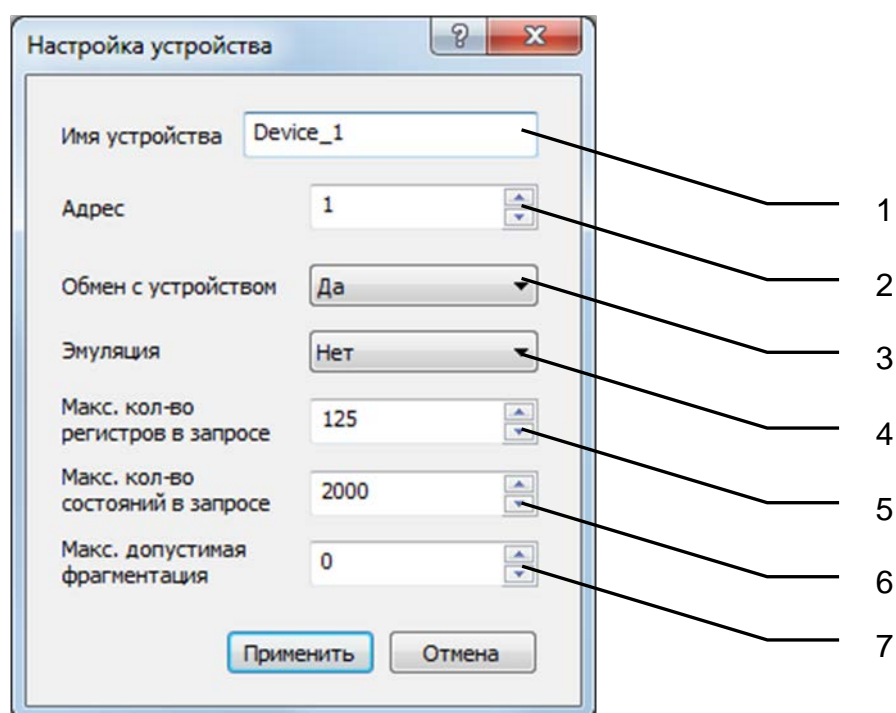 Настройка устройства
Имя устройства Device_1
1
Адрес 1
2
Обмен с устройством Да
3
Эмуляция Нет
4
Макс. кол-во
регистров в запросе 125
5
Макс. кол-во
состояний в запросе 2000
6
Макс. допустимая
фрагментация 0
7
Применить Отмена